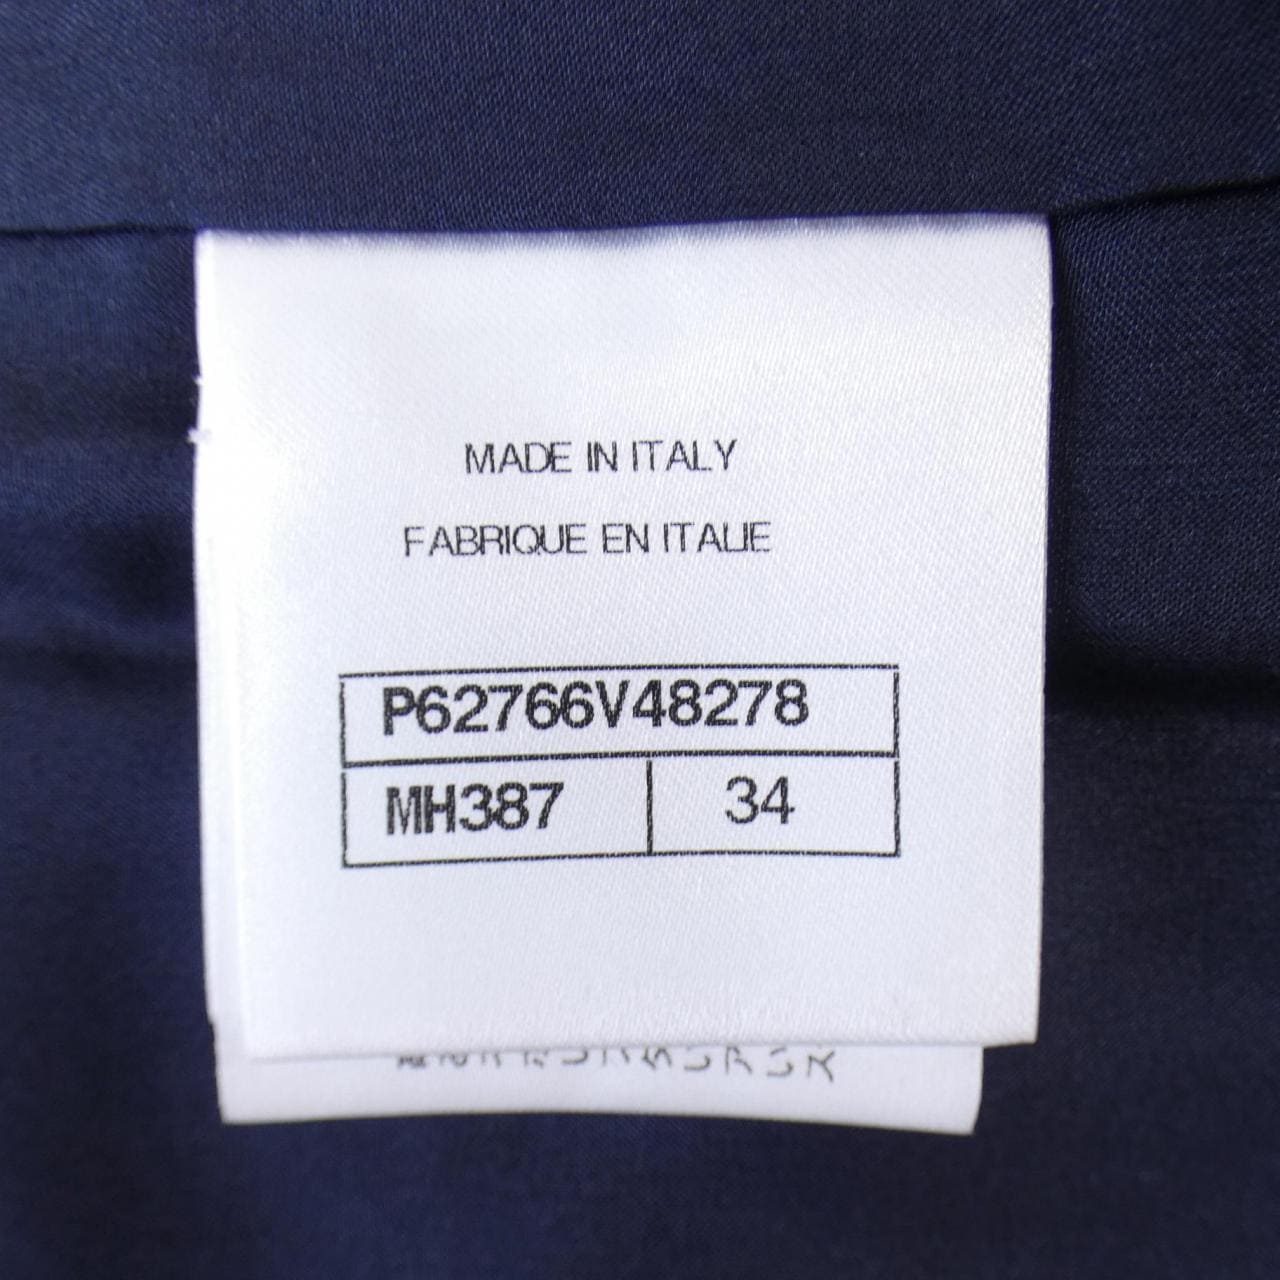 MADE IN ITALY
FABRIQUE EN ITALIE
P62766V48278
MH387 34